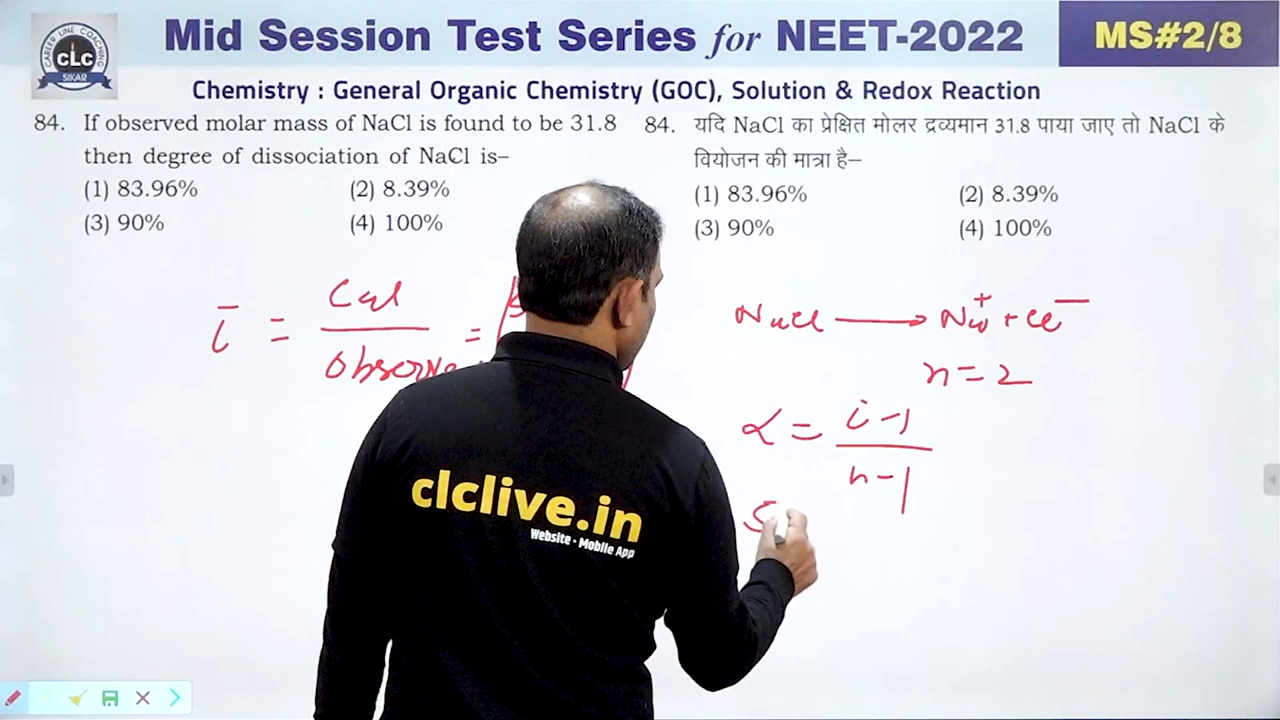 CAREER LINE COACHING
CLC
SIKAR
Mid Session Test Series for NEET-2022
MS#2/8
Chemistry : General Organic Chemistry (GOC), Solution & Redox Reaction
84. If observed molar mass of NaCl is found to be 31.8
then degree of dissociation of NaCl is–
(1) 83.96% (2) 8.39%
(3) 90% (4) 100%
84. यदि NaCl का प्रेक्षित मोलर द्रव्यमान 31.8 पाया जाए तो NaCl के
वियोजन की मात्रा है–
(1) 83.96% (2) 8.39%
(3) 90% (4) 100%
i = Cal
observe =
NaCl → Na+ + Cl−
n = 2
α = i-1
n-1
5
clclive.in
Website • Mobile App